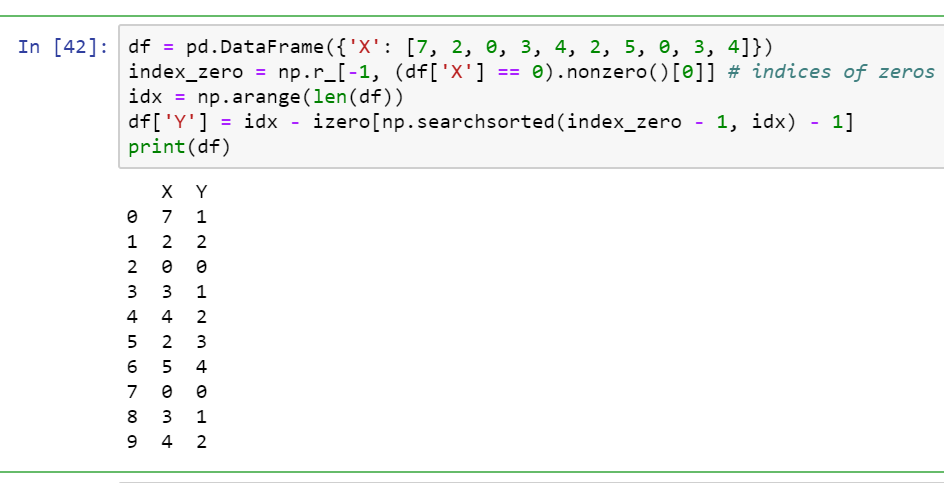 In [42]: df = pd.DataFrame({'X': [7, 2, 0, 3, 4, 2, 5, 0, 3, 4]})
index_zero = np.r_[-1, (df['X'] == 0).nonzero()[0]] # indices of zeros
idx = np.arange(len(df))
df['Y'] = idx - izero[np.searchsorted(index_zero - 1, idx) - 1]
print(df)
X Y
0 7 1
1 2 2
2 0 0
3 3 1
4 4 2
5 2 3
6 5 4
7 0 0
8 3 1
9 4 2